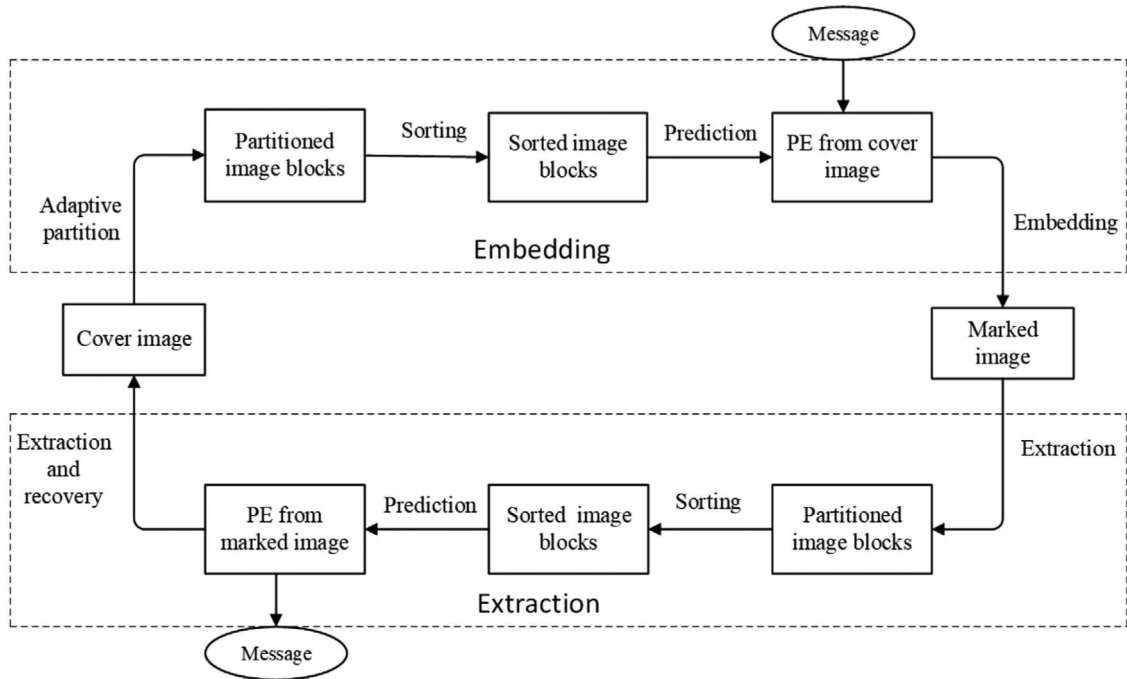 Message
Partitioned
image blocks
Sorting
Sorted image
blocks
Prediction
PE from cover
image
Adaptive
partition
Embedding
Embedding
Cover image
Marked
image
Extraction
and
recovery
Extraction
PE from
marked image
Prediction
Sorted  image
blocks
Sorting
Partitioned
image blocks
Extraction
Message